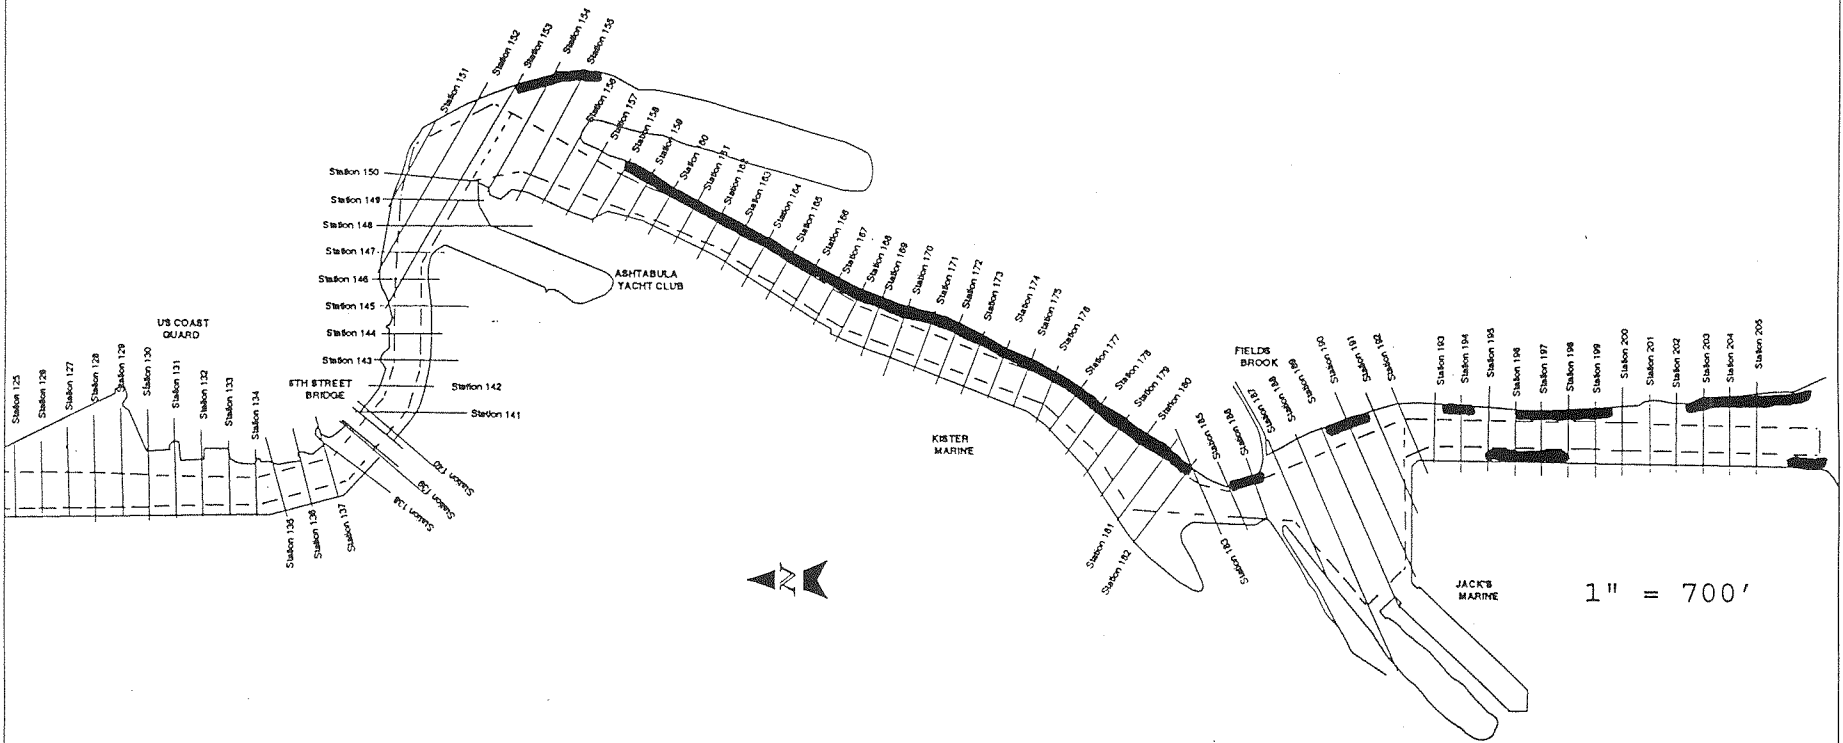 Station 125
Station 126
Station 127
Station 128
Station 129
Station 130
Station 131
Station 132
Station 133
Station 134
Station 135
Station 136
Station 137
Station 138
Station 139
Station 140
Station 141
Station 142
Station 143
Station 144
Station 145
Station 146
Station 147
Station 148
Station 149
Station 150
Station 151
Station 152
Station 153
Station 154
Station 155
Station 156
Station 157
Station 158
Station 159
Station 160
Station 161
Station 162
Station 163
Station 164
Station 165
Station 166
Station 167
Station 168
Station 169
Station 170
Station 171
Station 172
Station 173
Station 174
Station 175
Station 176
Station 177
Station 178
Station 179
Station 180
Station 181
Station 182
Station 183
Station 185
Station 186
Station 187
Station 188
Station 189
Station 190
Station 191
Station 192
Station 193
Station 194
Station 195
Station 196
Station 197
Station 198
Station 199
Station 200
Station 201
Station 202
Station 203
Station 204
Station 205
US COAST
GUARD
5TH STREET
BRIDGE
ASHTABULA
YACHT CLUB
KISTER
MARINE
FIELDS
BROOK
JACK'S
MARINE
N
1" = 700'